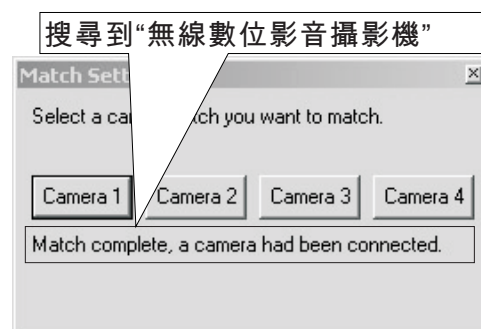 搜尋到“無線數位影音攝影機”
Match Sett
Select a ca ch you want to match.
Camera 1 Camera 2 Camera 3 Camera 4
Match complete, a camera had been connected.